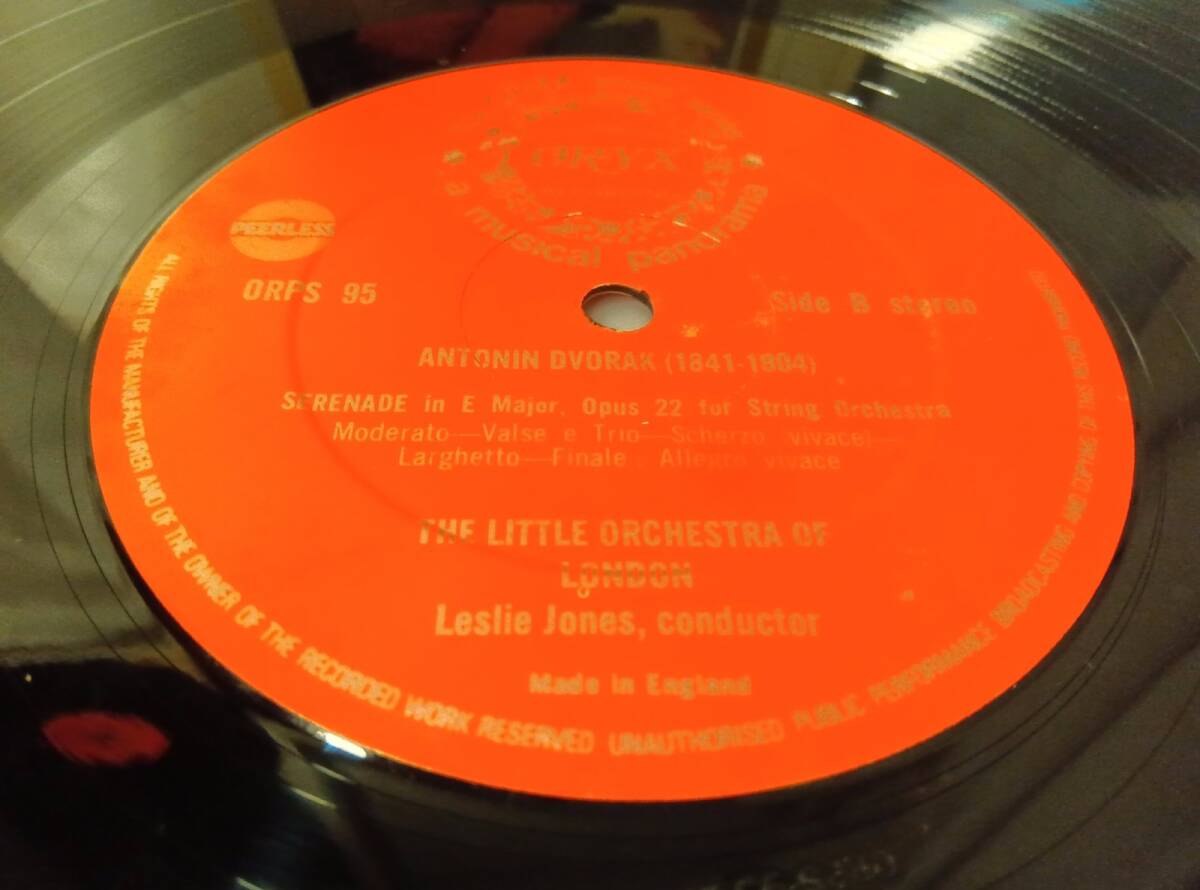 ORYX
a musical panorama
PEERLESS
ORPS 95
Side B stereo
ANTONIN DVORAK (1841-1804)
SERENADE in E Major, Opus 22 for String Orchestra
Moderato—Valse e Trio—Scherzo (vivace)—
Larghetto—Finale, Allegro vivace
THE LITTLE ORCHESTRA OF
LONDON
Leslie Jones, conductor
Made in England
ALL RIGHTS OF THE MANUFACTURER AND OF THE OWNER OF THE RECORDED WORK RESERVED UNAUTHORISED PUBLIC PERFORMANCE BROADCASTING AND COPYING OF THIS RECORD PROHIBITED